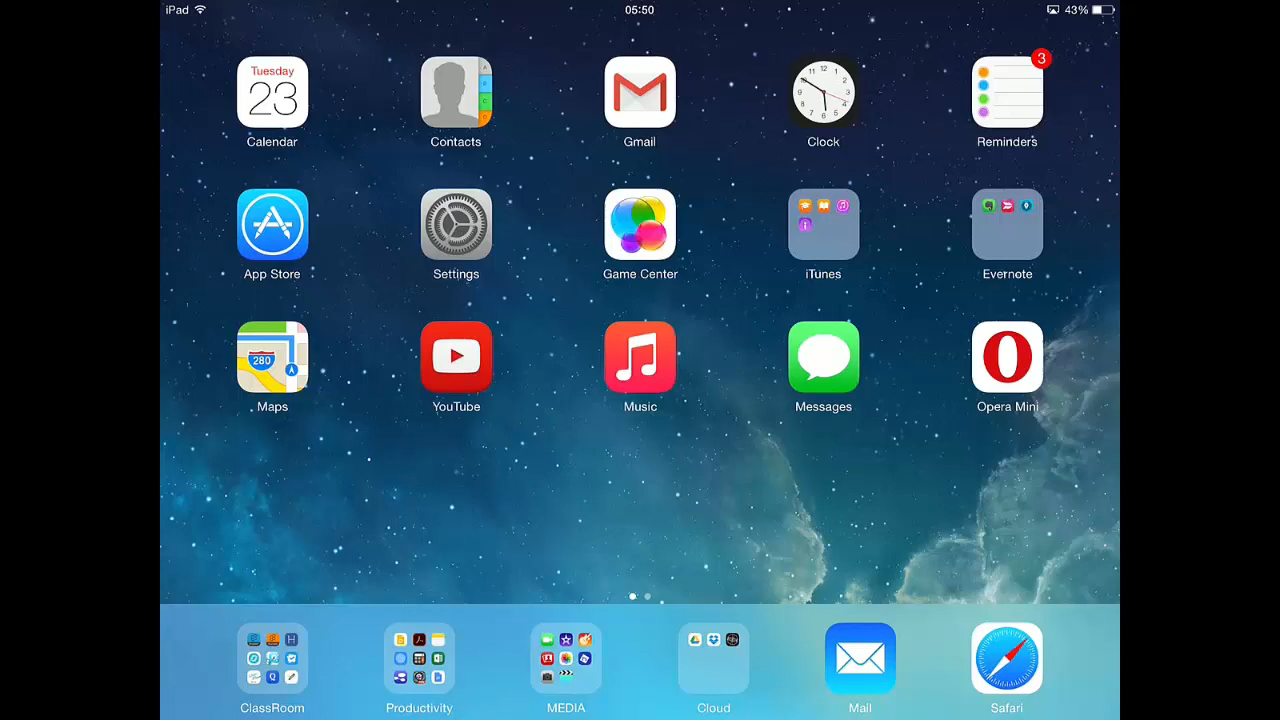 iPad 05:50 43%
3
Tuesday
23
Calendar Contacts Gmail Clock Reminders
App Store Settings Game Center iTunes Evernote
280
Maps YouTube Music Messages Opera Mini
ClassRoom Productivity MEDIA Cloud Mail Safari